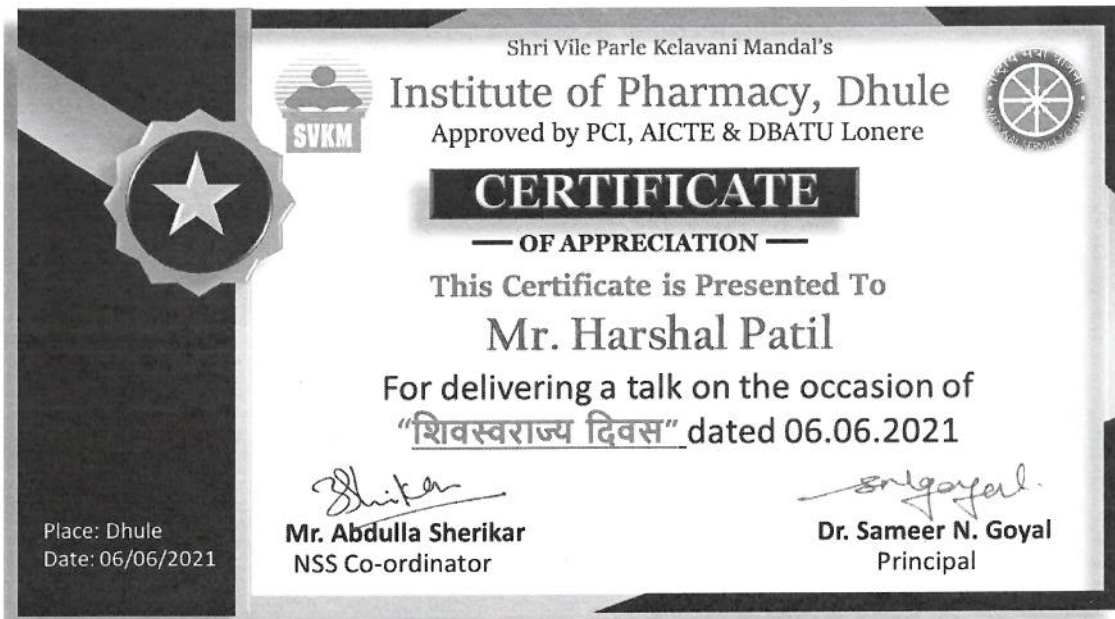 Shri Vile Parle Kelavani Mandal's
SVKM
Institute of Pharmacy, Dhule
Approved by PCI, AICTE & DBATU Lonere
CERTIFICATE
OF APPRECIATION
This Certificate is Presented To
Mr. Harshal Patil
For delivering a talk on the occasion of
“शिवस्वराज्य दिवस” dated 06.06.2021
Mr. Abdulla Sherikar
NSS Co-ordinator
Dr. Sameer N. Goyal
Principal
Place: Dhule
Date: 06/06/2021